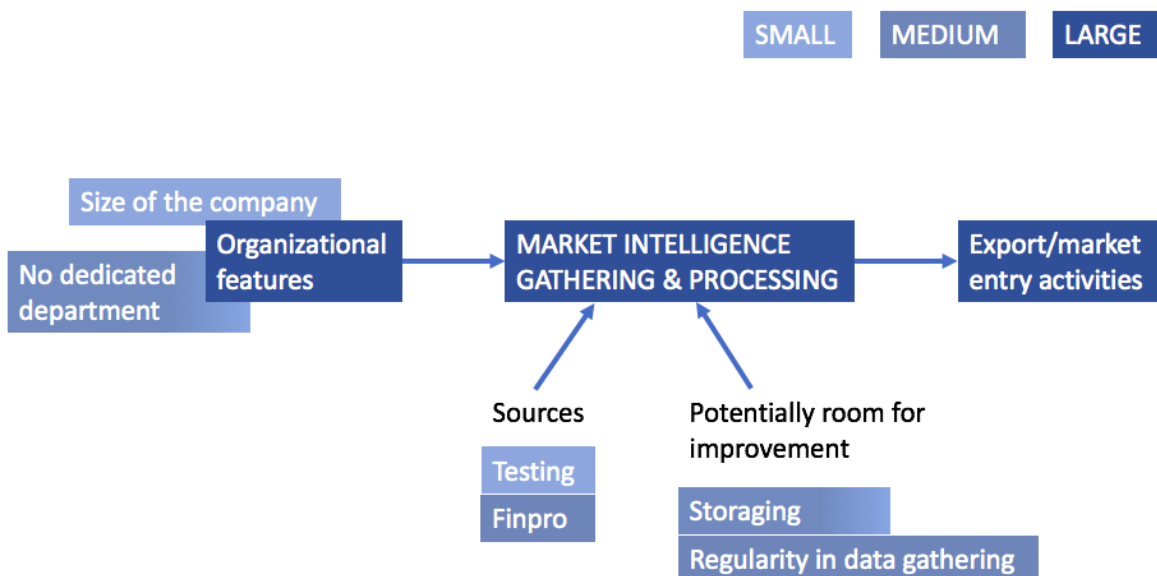 SMALL
MEDIUM
LARGE
Size of the company
Organizational
features
No dedicated
department
MARKET INTELLIGENCE
GATHERING & PROCESSING
Export/market
entry activities
Sources
Testing
Finpro
Potentially room for
improvement
Storaging
Regularity in data gathering